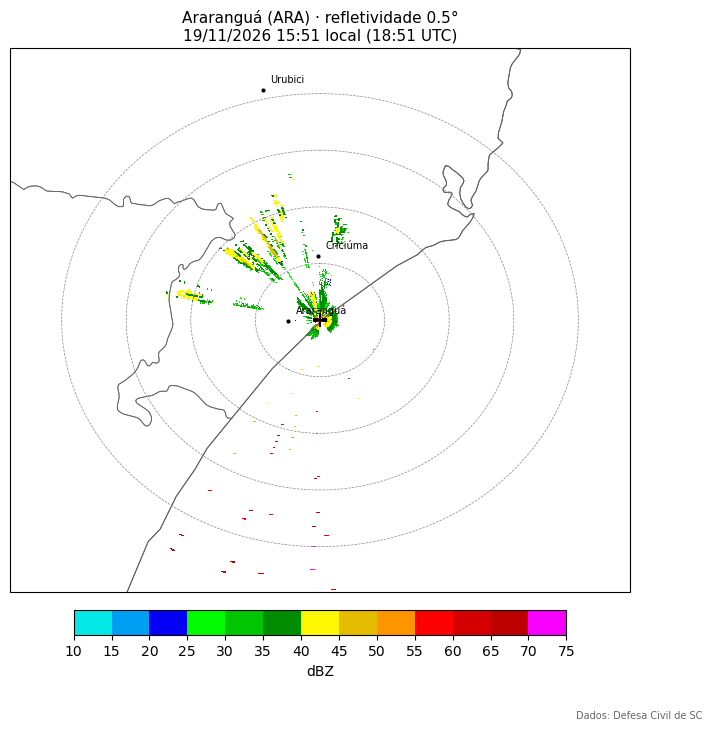 Araranguá (ARA) · refletividade 0.5°
19/11/2026 15:51 local (18:51 UTC)
Urubici
Criciúma
Araranguá
10 15 20 25 30 35 40 45 50 55 60 65 70 75
dBZ
Dados: Defesa Civil de SC